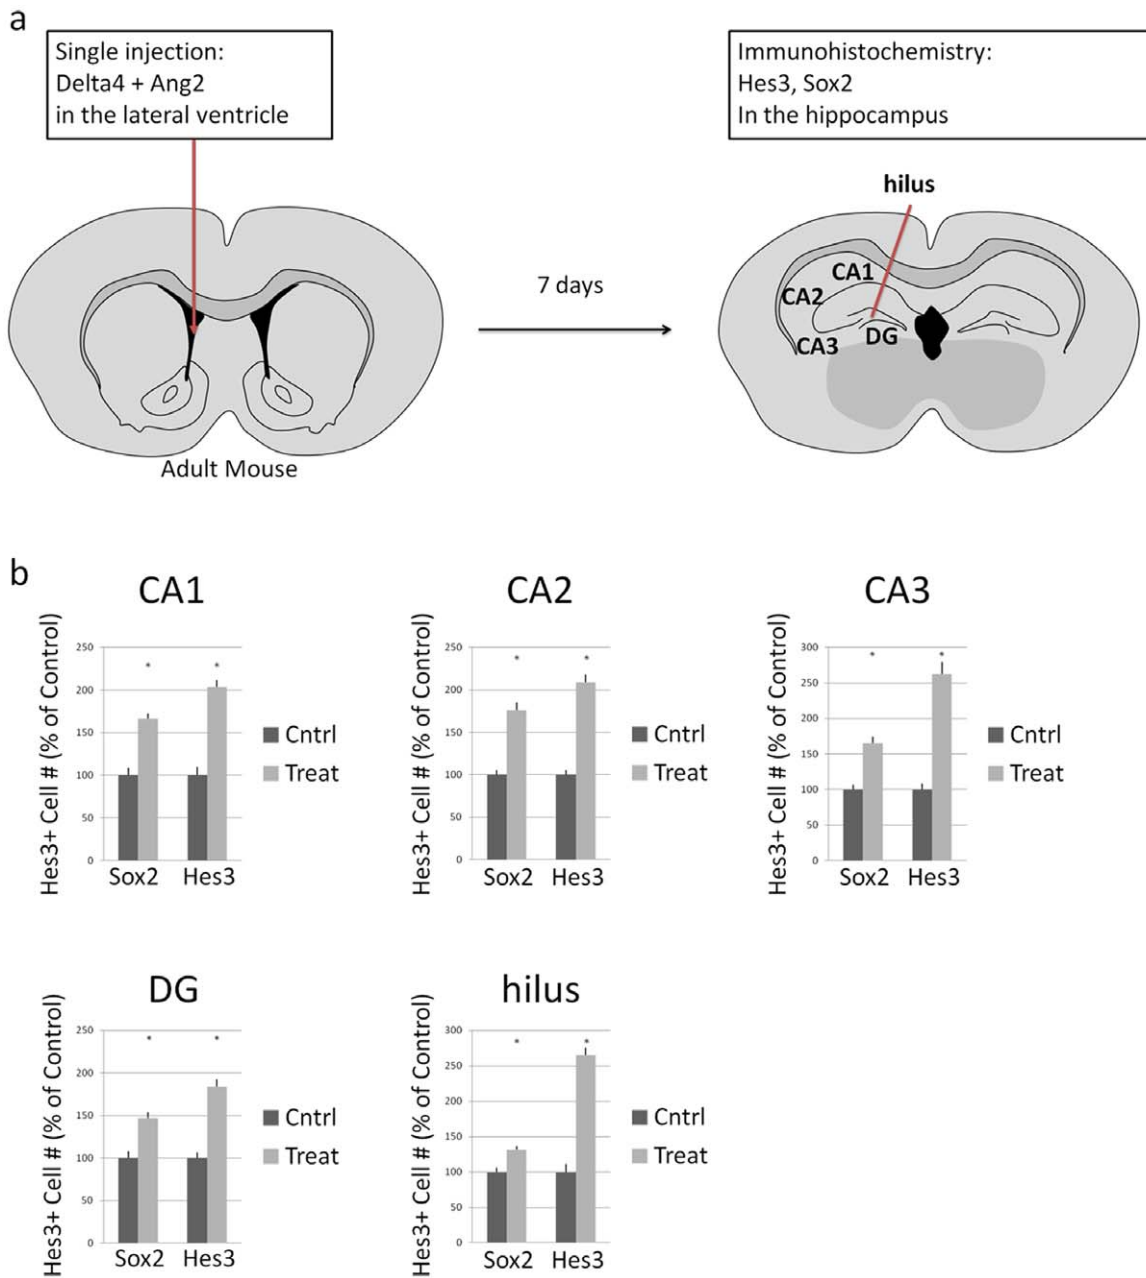 a
Single injection:
Delta4 + Ang2
in the lateral ventricle
Immunohistochemistry:
Hes3, Sox2
In the hippocampus
hilus
CA1
CA2
CA3
DG
7 days
Adult Mouse
b
CA1
Hes3+ Cell # (% of Control)
250
200
150
100
50
0
* *
Sox2 Hes3
Cntrl
Treat
CA2
Hes3+ Cell # (% of Control)
250
200
150
100
50
0
* *
Sox2 Hes3
Cntrl
Treat
CA3
Hes3+ Cell # (% of Control)
300
250
200
150
100
50
0
* *
Sox2 Hes3
Cntrl
Treat
DG
Hes3+ Cell # (% of Control)
250
200
150
100
50
0
* *
Sox2 Hes3
Cntrl
Treat
hilus
Hes3+ Cell # (% of Control)
300
250
200
150
100
50
0
* *
Sox2 Hes3
Cntrl
Treat